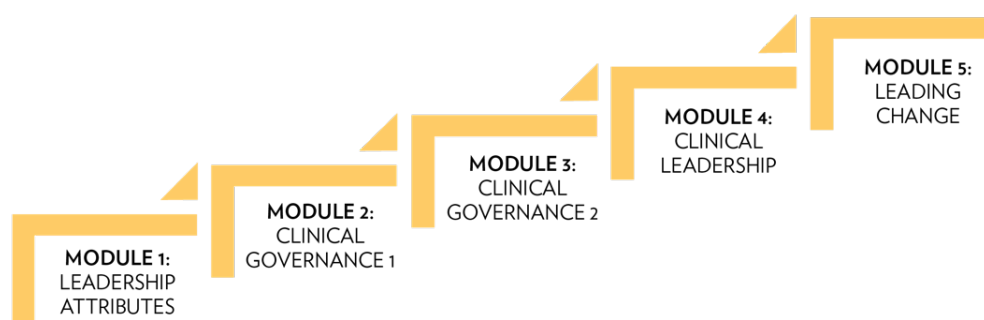 MODULE 1:
LEADERSHIP
ATTRIBUTES
MODULE 2:
CLINICAL
GOVERNANCE 1
MODULE 3:
CLINICAL
GOVERNANCE 2
MODULE 4:
CLINICAL
LEADERSHIP
MODULE 5:
LEADING
CHANGE